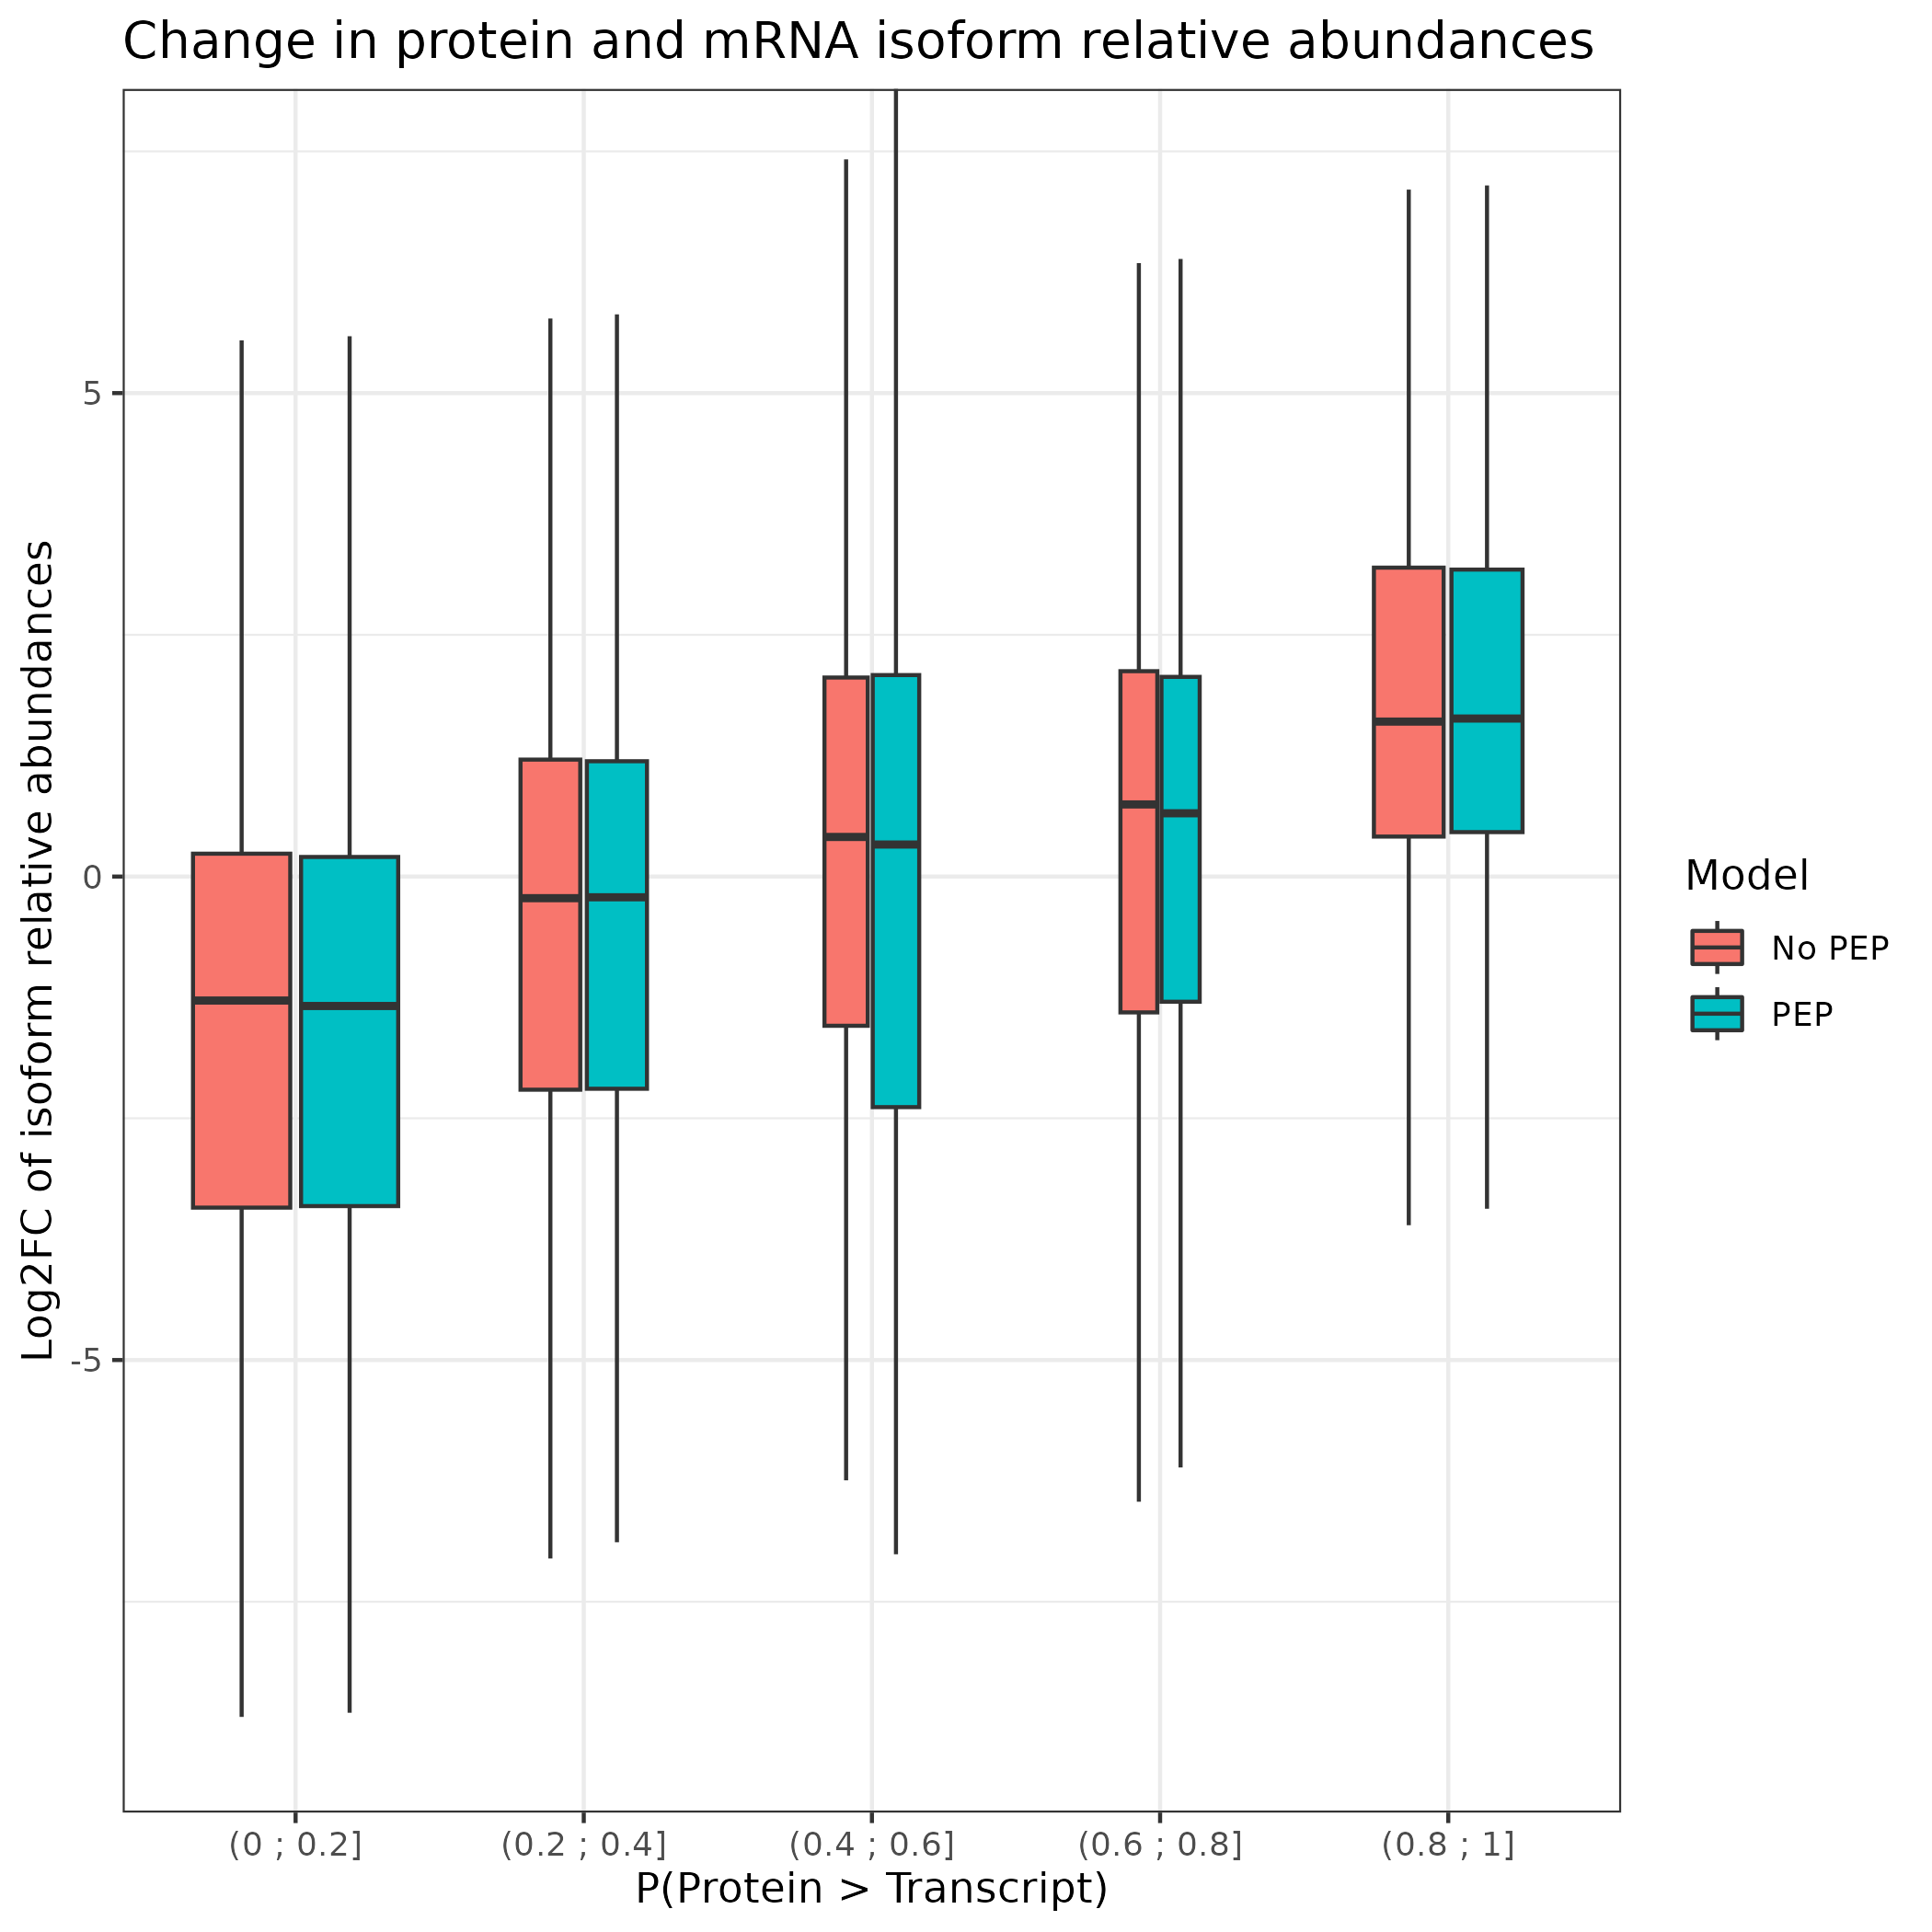 Change in protein and mRNA isoform relative abundances
Log2FC of isoform relative abundances
5
0
-5
(0 ; 0.2]
(0.2 ; 0.4]
(0.4 ; 0.6]
(0.6 ; 0.8]
(0.8 ; 1]
P(Protein > Transcript)
Model
No PEP
PEP